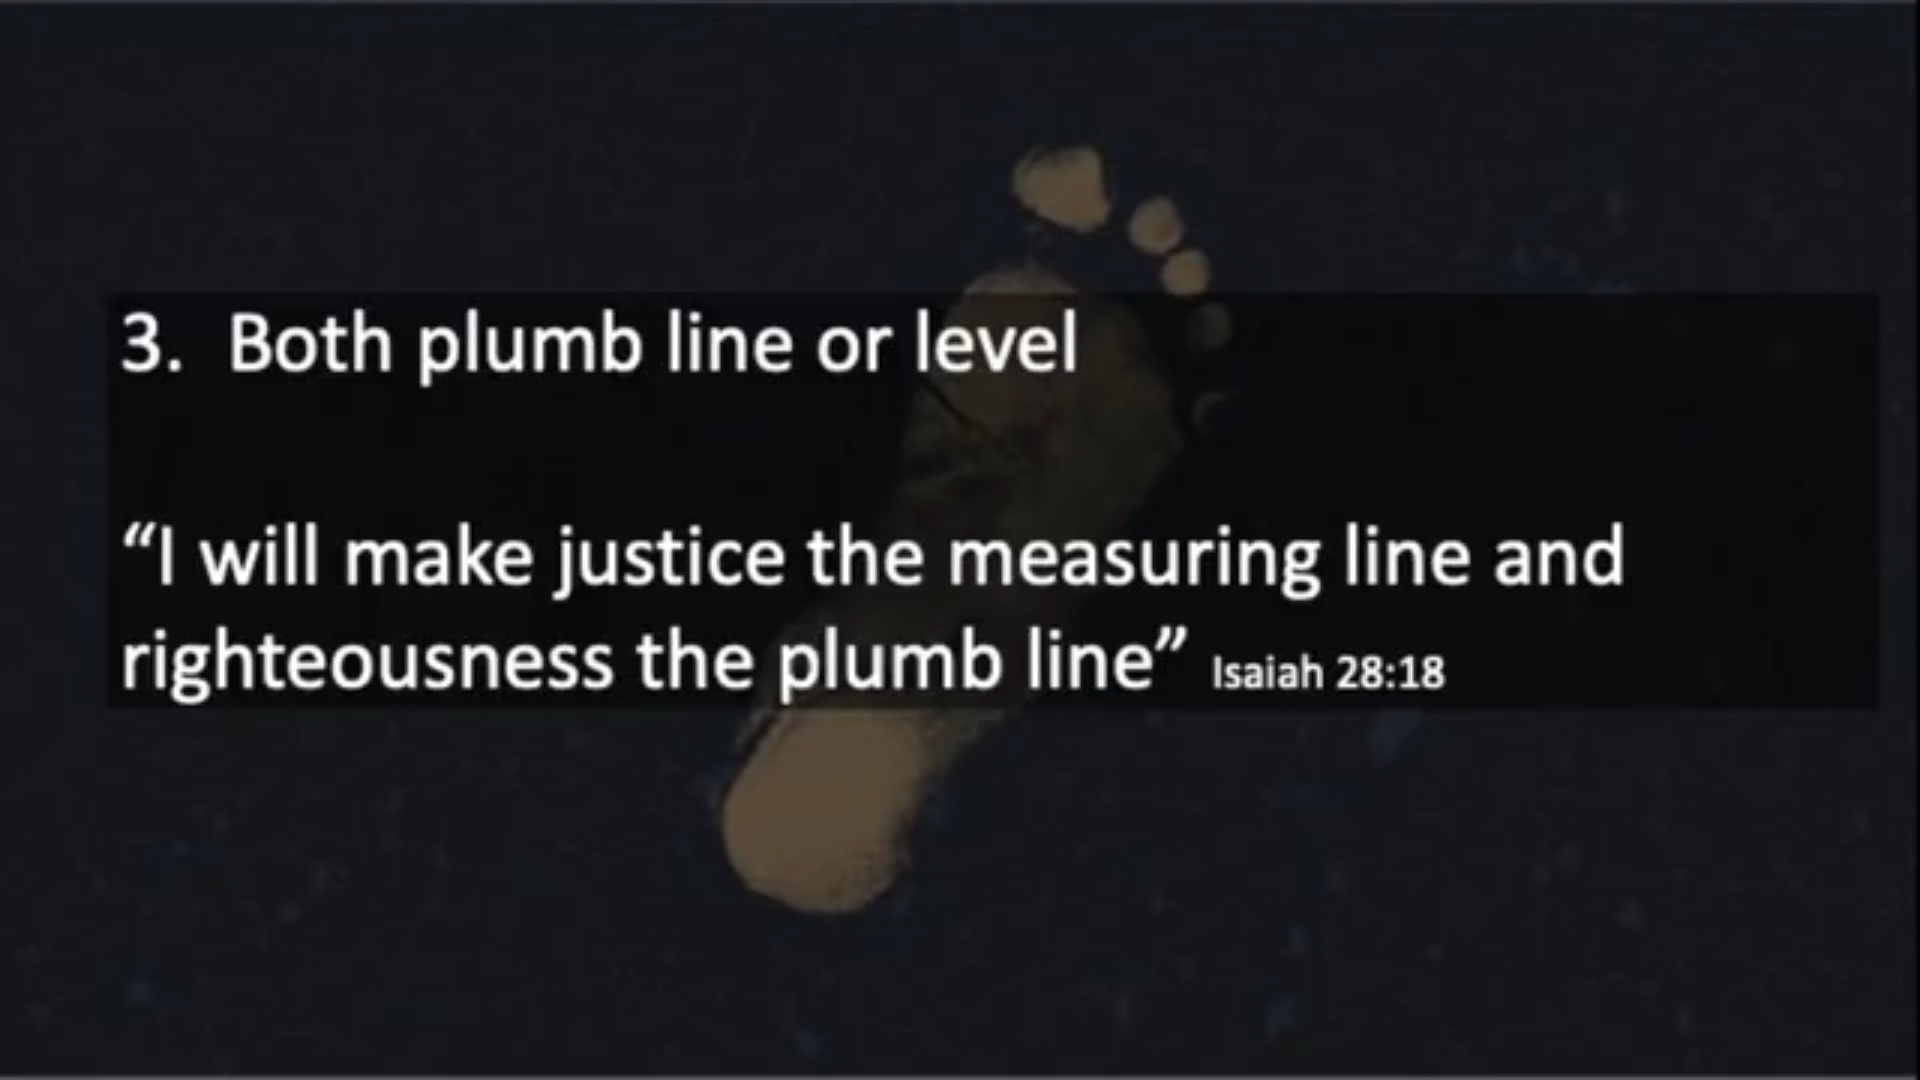 3. Both plumb line or level
“I will make justice the measuring line and
righteousness the plumb line” Isaiah 28:18